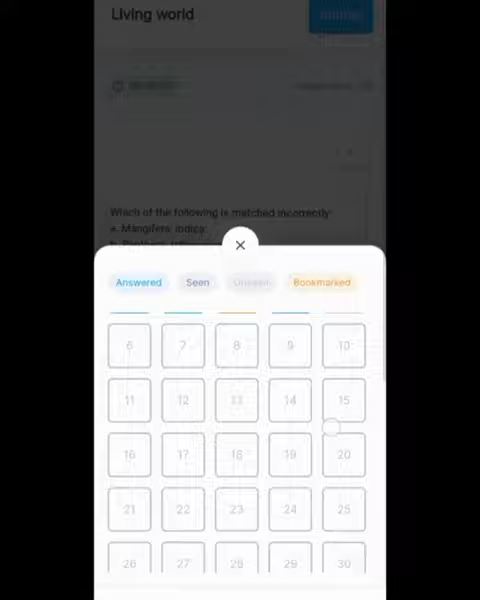 Living world
Which of the following is matched incorrectly
a. Mangifera: indica:
Answered Seen Unseen Bookmarked
6 7 8 9 10
11 12 13 14 15
16 17 18 19 20
21 22 23 24 25
26 27 28 29 30